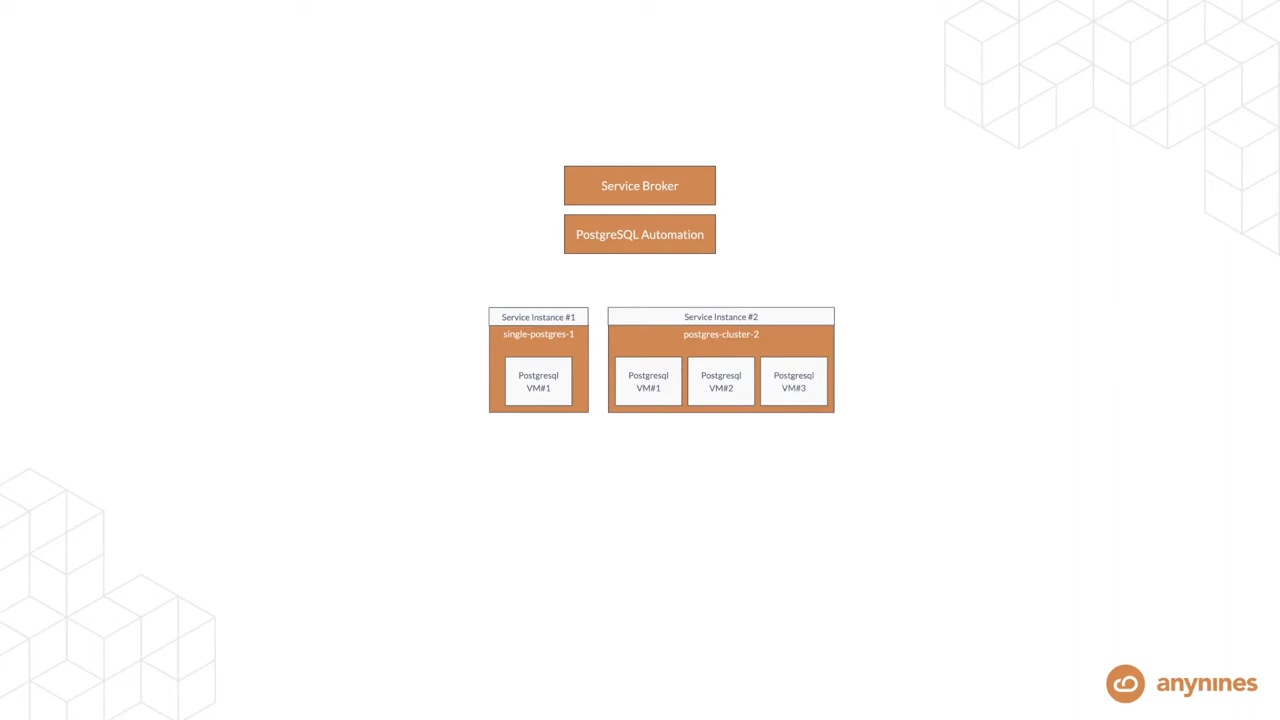 Service Broker
PostgreSQL Automation
Service Instance #1
single-postgres-1
Postgresql
VM#1
Service Instance #2
postgres-cluster-2
Postgresql
VM#1
Postgresql
VM#2
Postgresql
VM#3
anynines